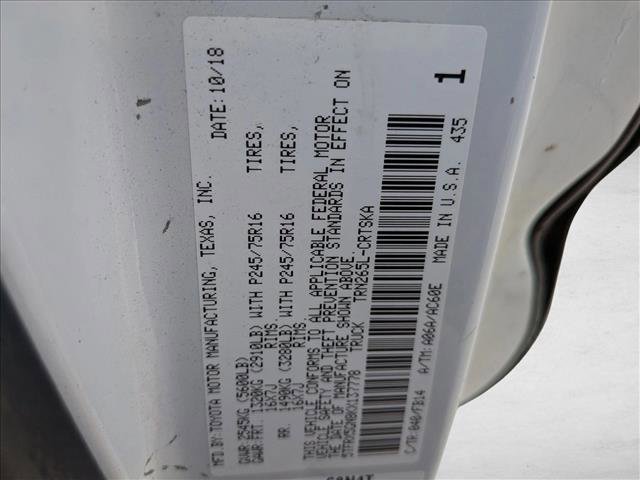 MFD.BY:TOYOTA MOTOR MANUFACTURING, TEXAS, INC. DATE: 10/18
GVWR:2545KG (5600LB)
GAWR:FRT. 1320KG (2910LB) WITH P245/75R16 TIRES,
16X7J RIMS
RR. 1490KG (3280LB) WITH P245/75R16 TIRES,
16X7J RIMS
THIS VEHICLE CONFORMS TO ALL APPLICABLE FEDERAL MOTOR
VEHICLE SAFETY AND THEFT PREVENTION STANDARDS IN EFFECT ON
THE DATE OF MANUFACTURE SHOWN ABOVE.
TRUCK TRN265L-CRTSKA
C/TR:040/FB14 A/TM: A06A/AC60E MADE IN U.S.A. 435
1